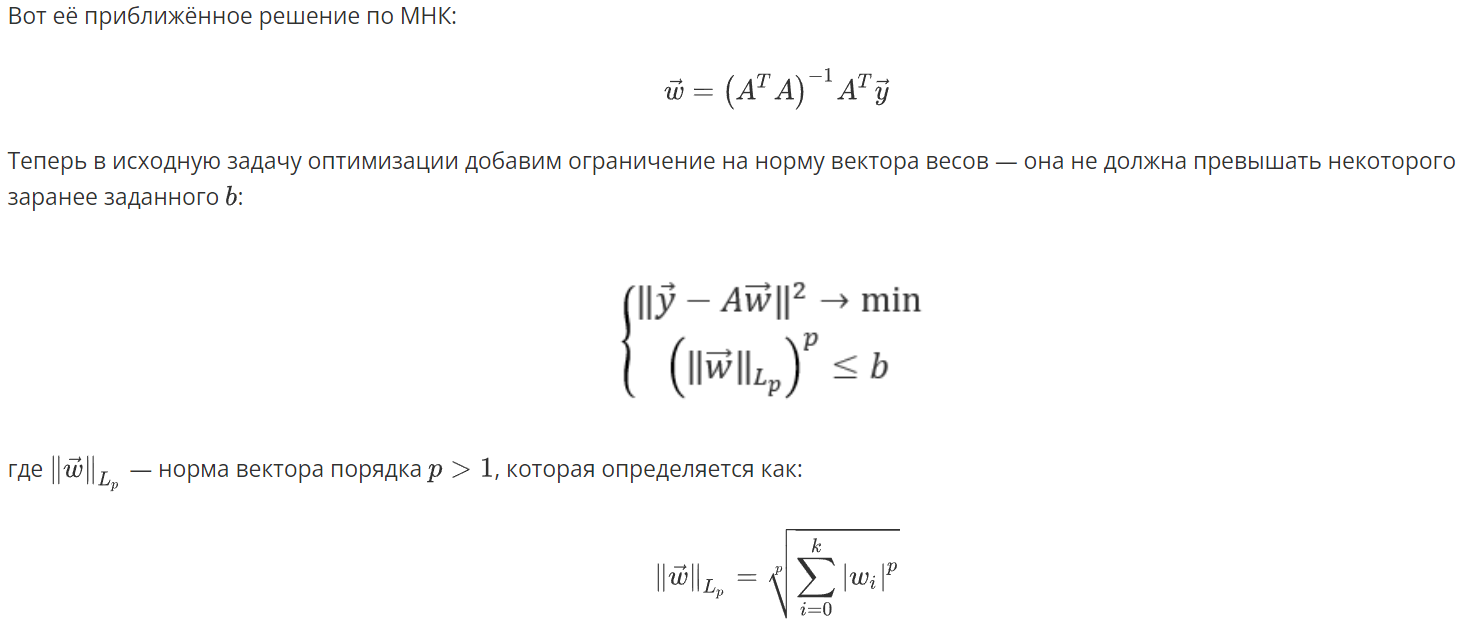 Вот её приближённое решение по МНК:
$\vec{w} = \left(A^T A\right)^{-1} A^T \vec{y}$
Теперь в исходную задачу оптимизации добавим ограничение на норму вектора весов — она не должна превышать некоторого
заранее заданного $b$:
$\begin{cases} \|\vec{y} - A\vec{w}\|^2 \to \min \\ \left(\|\vec{w}\|_{L_p}\right)^p \le b \end{cases}$
где $\|\vec{w}\|_{L_p}$ — норма вектора порядка $p > 1$, которая определяется как:
$\|\vec{w}\|_{L_p} = \sqrt[p]{\sum_{i=0}^{k} |w_i|^p}$